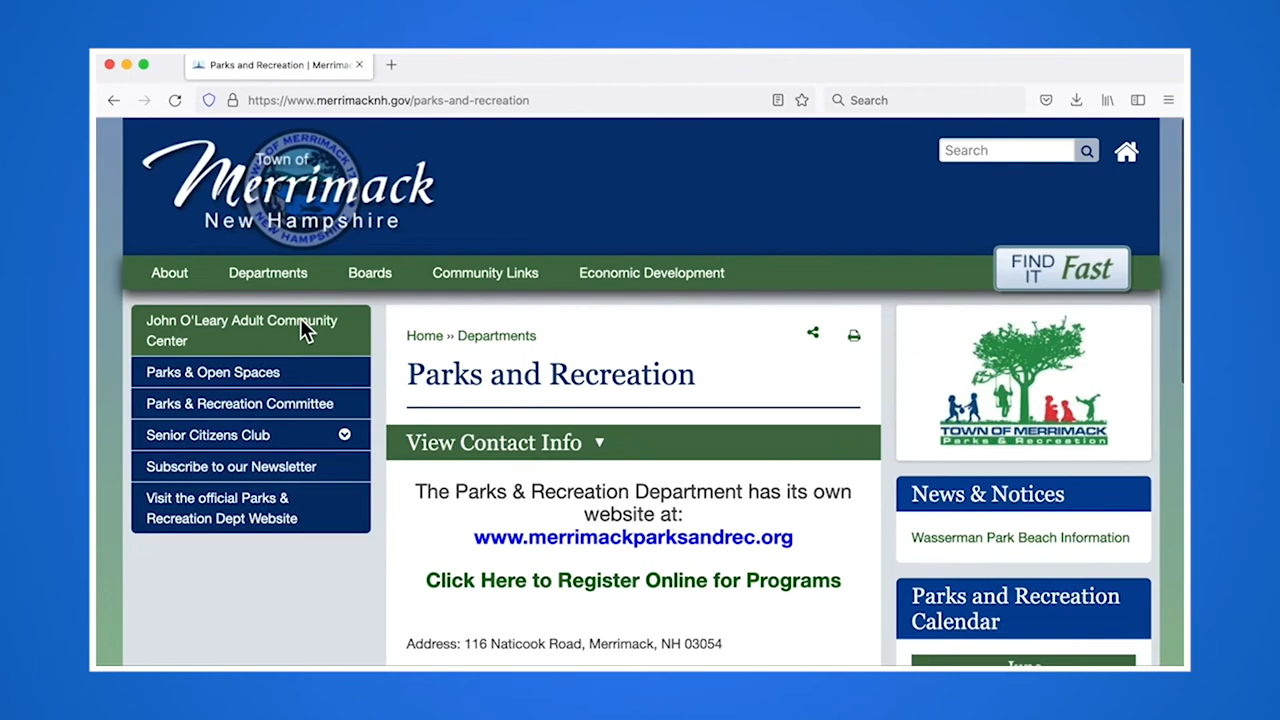 Parks and Recreation | Merrima
https://www.merrimacknh.gov/parks-and-recreation
Search
Town of
Merrimack
New Hampshire
Search
About
Departments
Boards
Community Links
Economic Development
FIND
IT
Fast
John O'Leary Adult Community
Center
Parks & Open Spaces
Parks & Recreation Committee
Senior Citizens Club
Subscribe to our Newsletter
Visit the official Parks &
Recreation Dept Website
Home ›› Departments
Parks and Recreation
View Contact Info ▼
The Parks & Recreation Department has its own
website at:
www.merrimackparksandrec.org
Click Here to Register Online for Programs
Address: 116 Naticook Road, Merrimack, NH 03054
TOWN OF MERRIMACK
Parks & Recreation
News & Notices
Wasserman Park Beach Information
Parks and Recreation
Calendar
June